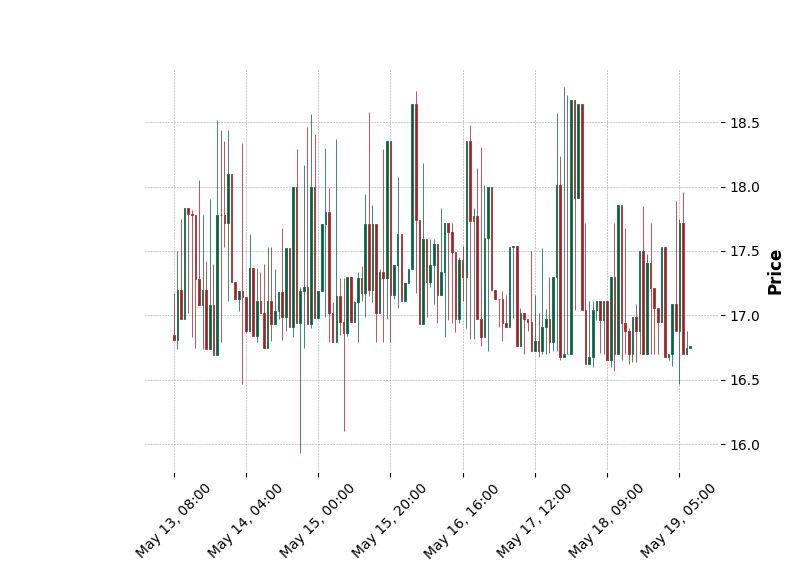 18.5
18.0
17.5
17.0
16.5
16.0
Price
May 13, 08:00
May 14, 04:00
May 15, 00:00
May 15, 20:00
May 16, 16:00
May 17, 12:00
May 18, 09:00
May 19, 05:00